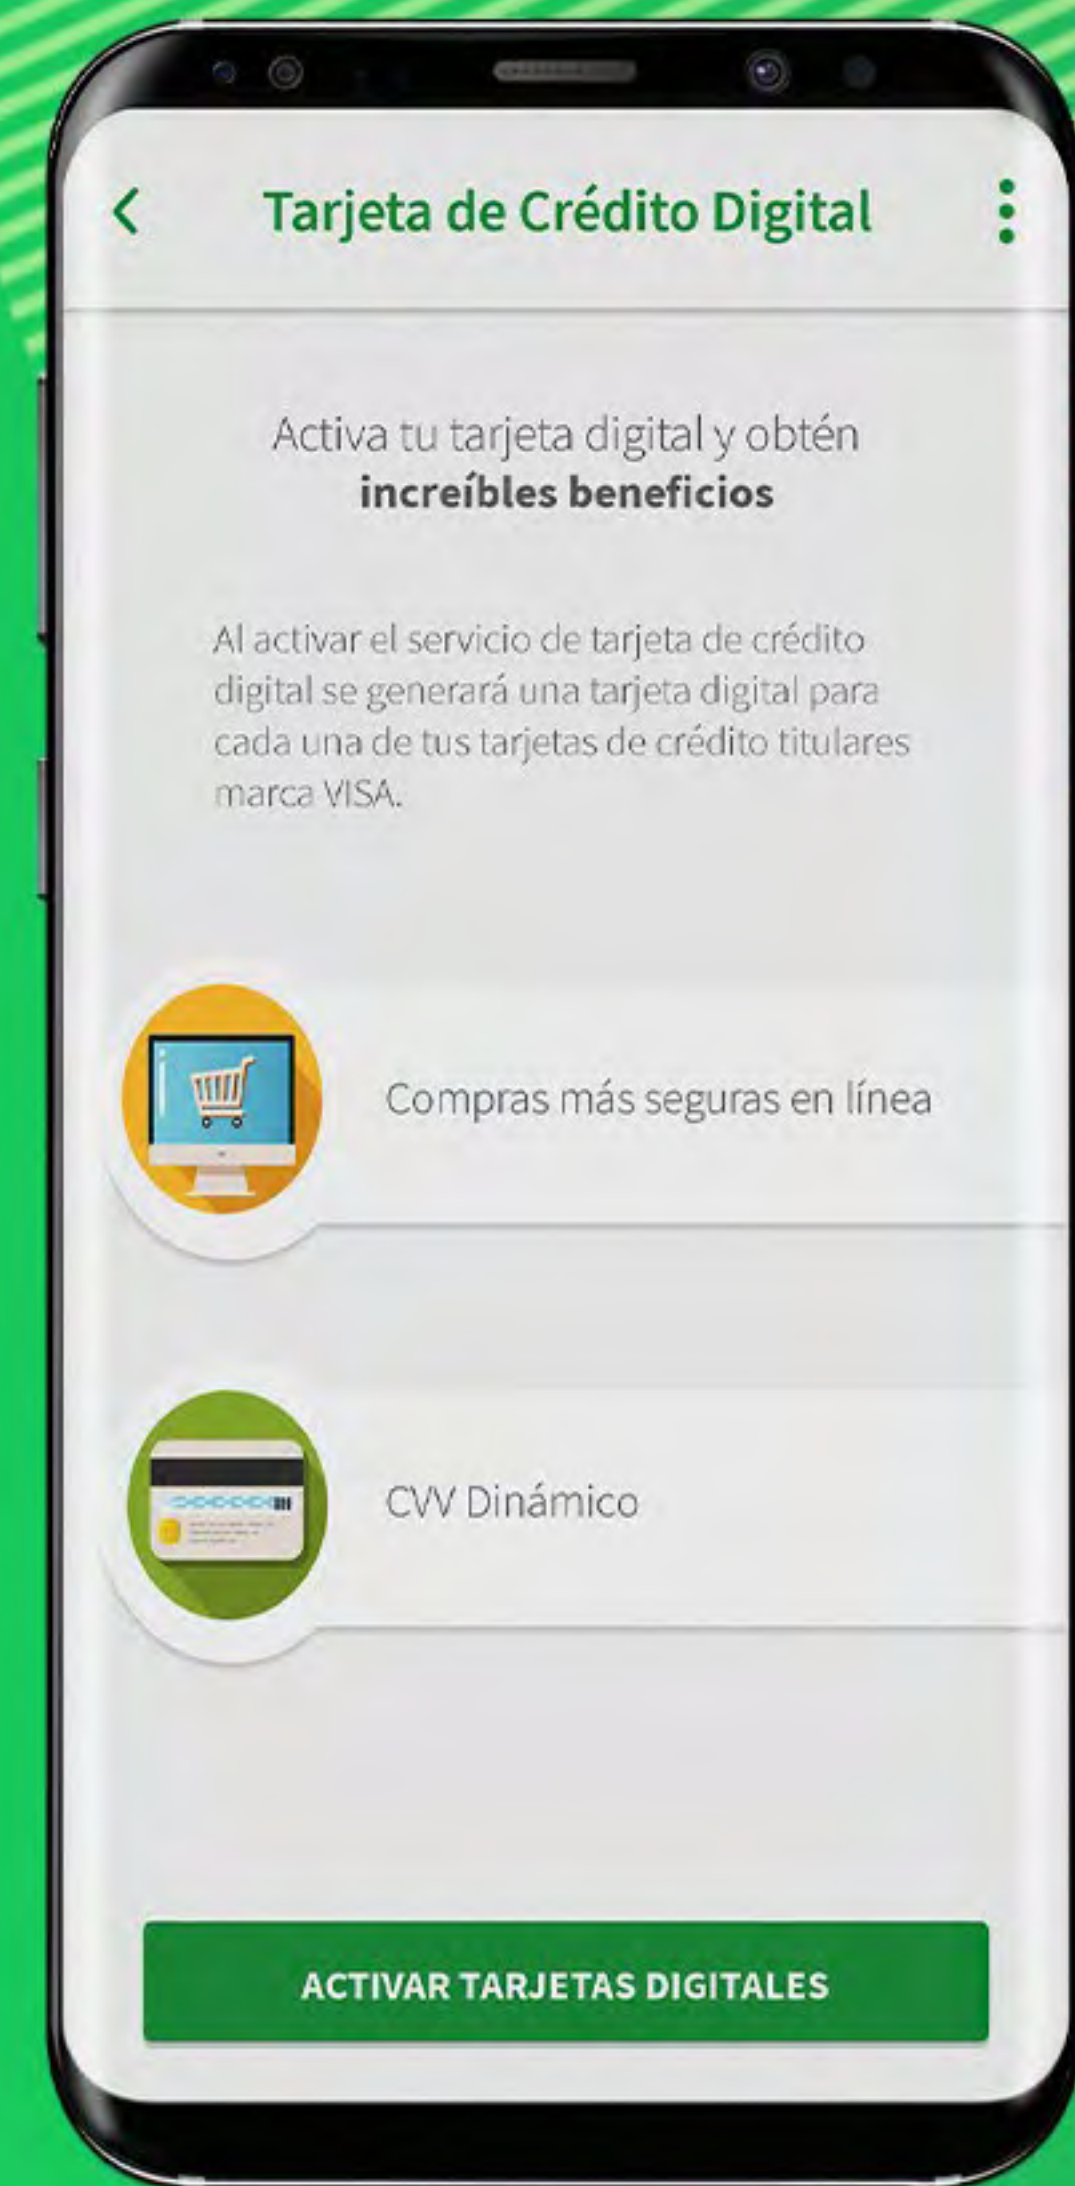 Tarjeta de Crédito Digital
Activa tu tarjeta digital y obtén
increíbles beneficios
Al activar el servicio de tarjeta de crédito
digital se generará una tarjeta digital para
cada una de tus tarjetas de crédito titulares
marca VISA.
Compras más seguras en línea
CVV Dinámico
ACTIVAR TARJETAS DIGITALES